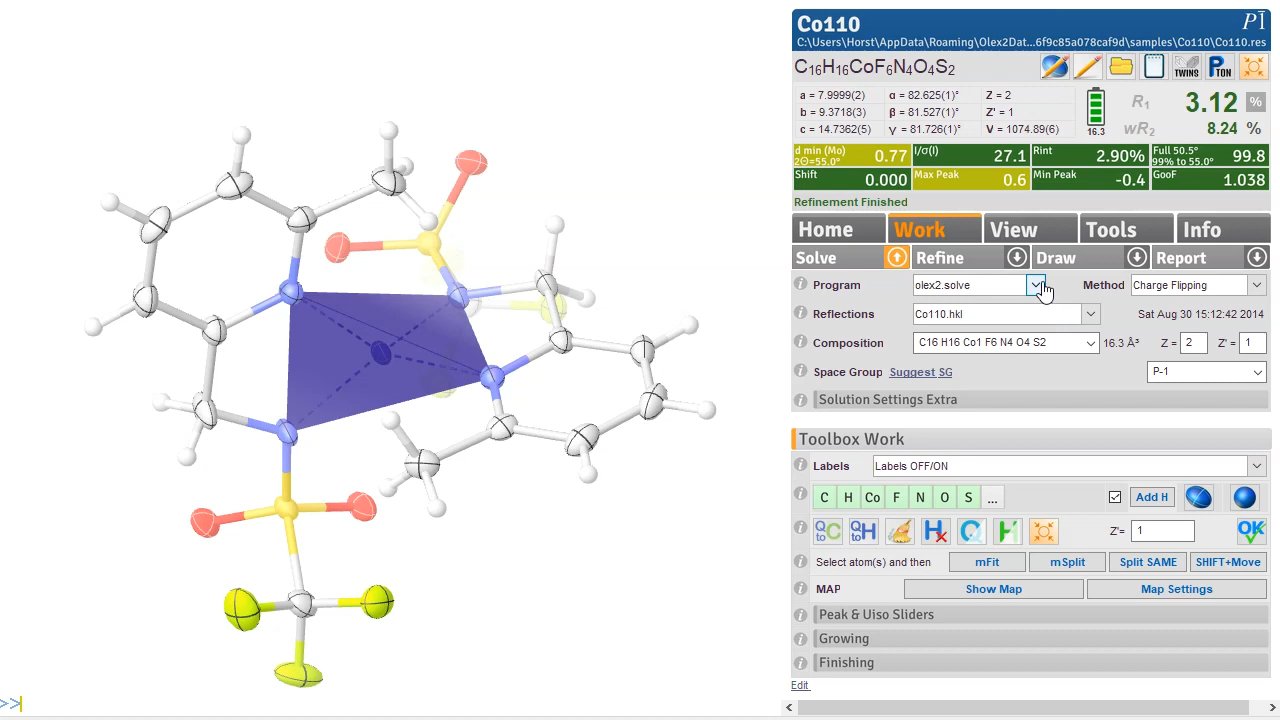 Co110
P1̅
C:\Users\Horst\AppData\Roaming\Olex2Dat...6f9c85a078caf9d\samples\Co110\Co110.res
C16H16CoF6N4O4S2
TWINS
PTON
a = 7.9999(2) α = 82.625(1)° Z = 2
b = 9.3718(3) β = 81.527(1)° Z' = 1
c = 14.7362(5) γ = 81.726(1)° V = 1074.89(6)
16.3
R1 3.12 %
wR2 8.24 %
d min (Mo) 2Θ=55.0° 0.77 I/σ(I) 27.1 Rint 2.90% Full 50.5° 99% to 55.0° 99.8
Shift 0.000 Max Peak 0.6 Min Peak -0.4 GooF 1.038
Refinement Finished
Home Work View Tools Info
Solve Refine Draw Report
Program olex2.solve Method Charge Flipping
Reflections Co110.hkl Sat Aug 30 15:12:42 2014
Composition C16 H16 Co1 F6 N4 O4 S2 16.3 Å³ Z = 2 Z' = 1
Space Group Suggest SG P-1
Solution Settings Extra
Toolbox Work
Labels Labels OFF/ON
C H Co F N O S ... Add H
Q to C Q to H H H Z'= 1 OK
Select atom(s) and then mFit mSplit Split SAME SHIFT+Move
MAP Show Map Map Settings
Peak & Uiso Sliders
Growing
Finishing
Edit
>>